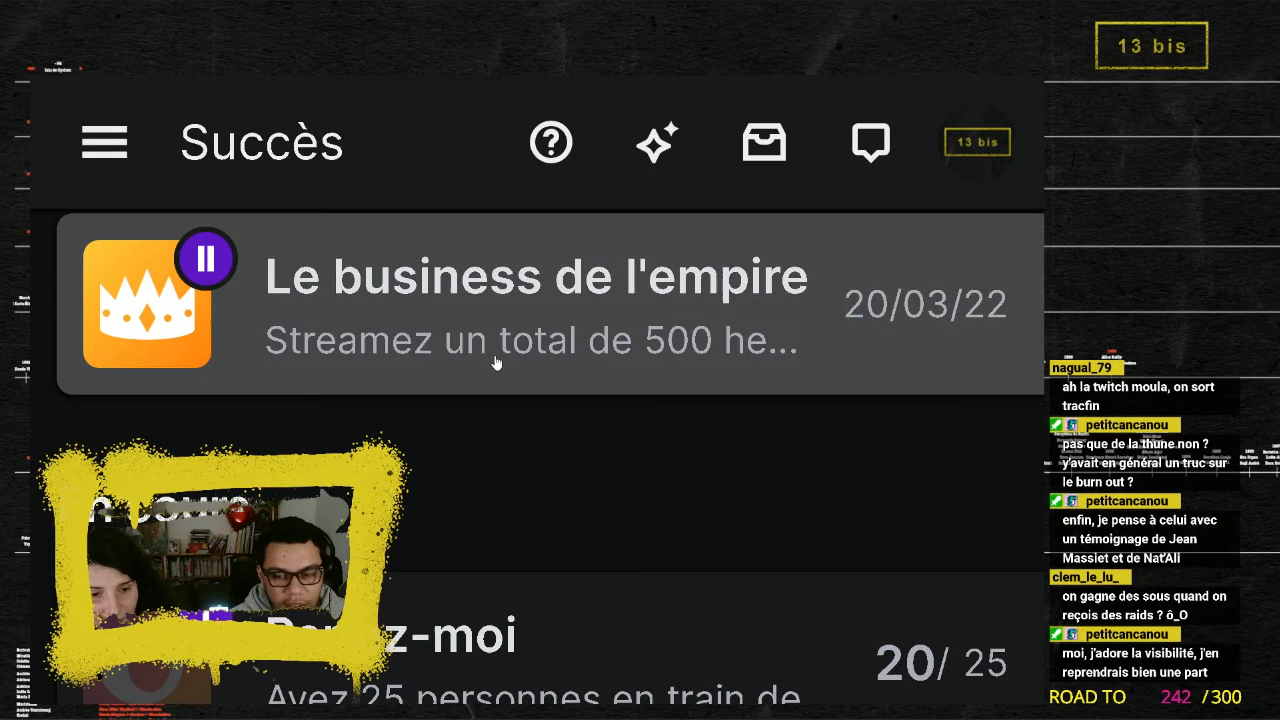 13 bis
Succès
13 bis
Le business de l'empire
20/03/22
Streamez un total de 500 he...
n cours
z-moi
20/ 25
Avez 25 personnes en train de
nagual_79
ah la twitch moula, on sort
tracfin
petitcancanou
pas que de la thune non ?
y'avait en général un truc sur
le burn out ?
petitcancanou
enfin, je pense à celui avec
un témoignage de Jean
Massiet et de Nat'Ali
clem_le_lu_
on gagne des sous quand on
reçois des raids ? ô_O
petitcancanou
moi, j'adore la visibilité, j'en
reprendrais bien une part
ROAD TO 242 / 300